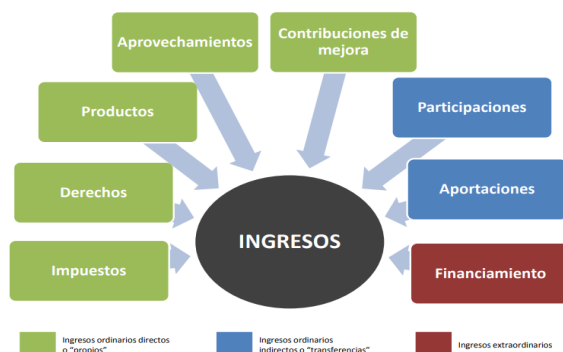 Aprovechamientos
Contribuciones de
mejora
Productos
Participaciones
Derechos
Aportaciones
INGRESOS
Impuestos
Financiamiento
Ingresos ordinarios directos
o "propios"
Ingresos ordinarios
indirectos o "transferencias"
Ingresos extraordinarios